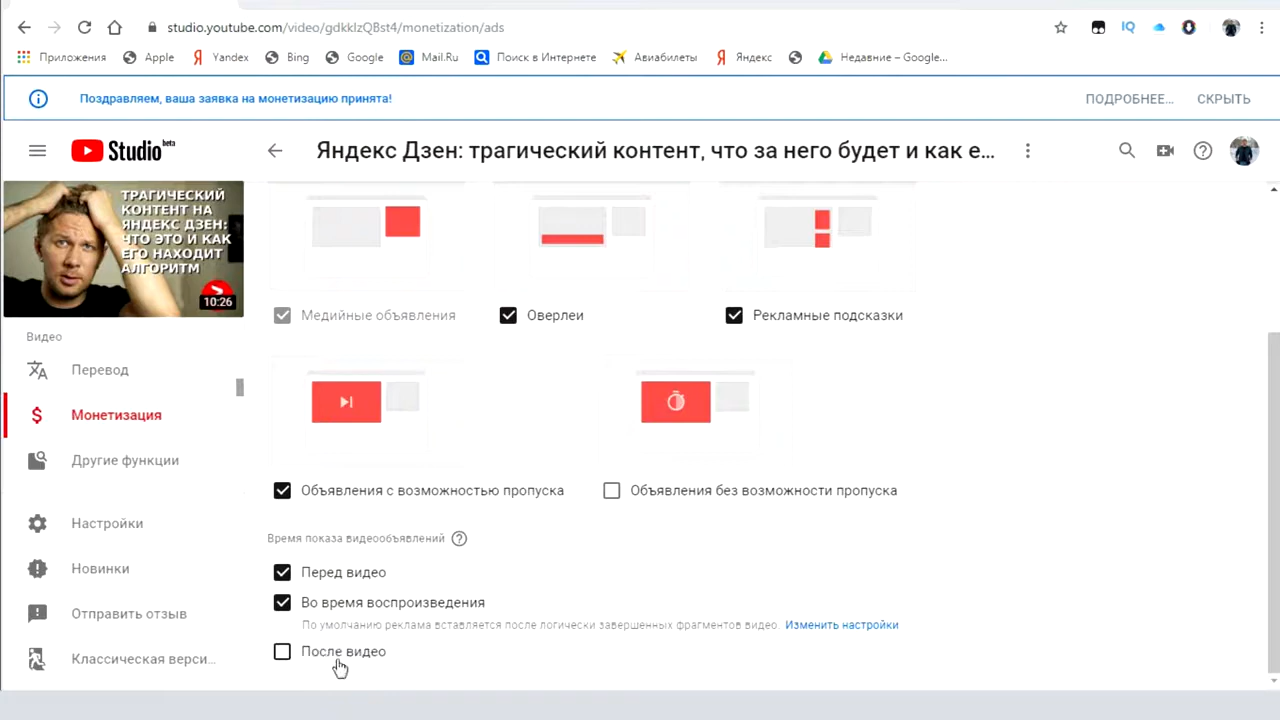 studio.youtube.com/video/gdkkIzQBst4/monetization/ads
Приложения Apple Yandex Bing Google Mail.Ru Поиск в Интернете Авиабилеты Яндекс Недавние – Google...
Поздравляем, ваша заявка на монетизацию принята! ПОДРОБНЕЕ... СКРЫТЬ
Studio beta
Яндекс Дзен: трагический контент, что за него будет и как е...
ТРАГИЧЕСКИЙ
КОНТЕНТ НА
ЯНДЕКС ДЗЕН:
ЧТО ЭТО И КАК
ЕГО НАХОДИТ
АЛГОРИТМ
10:26
Видео
Перевод
Монетизация
Другие функции
Настройки
Новинки
Отправить отзыв
Классическая верси...
Медийные объявления Оверлеи Рекламные подсказки
Объявления с возможностью пропуска Объявления без возможности пропуска
Время показа видеообъявлений
Перед видео
Во время воспроизведения
По умолчанию реклама вставляется после логически завершенных фрагментов видео. Изменить настройки
После видео